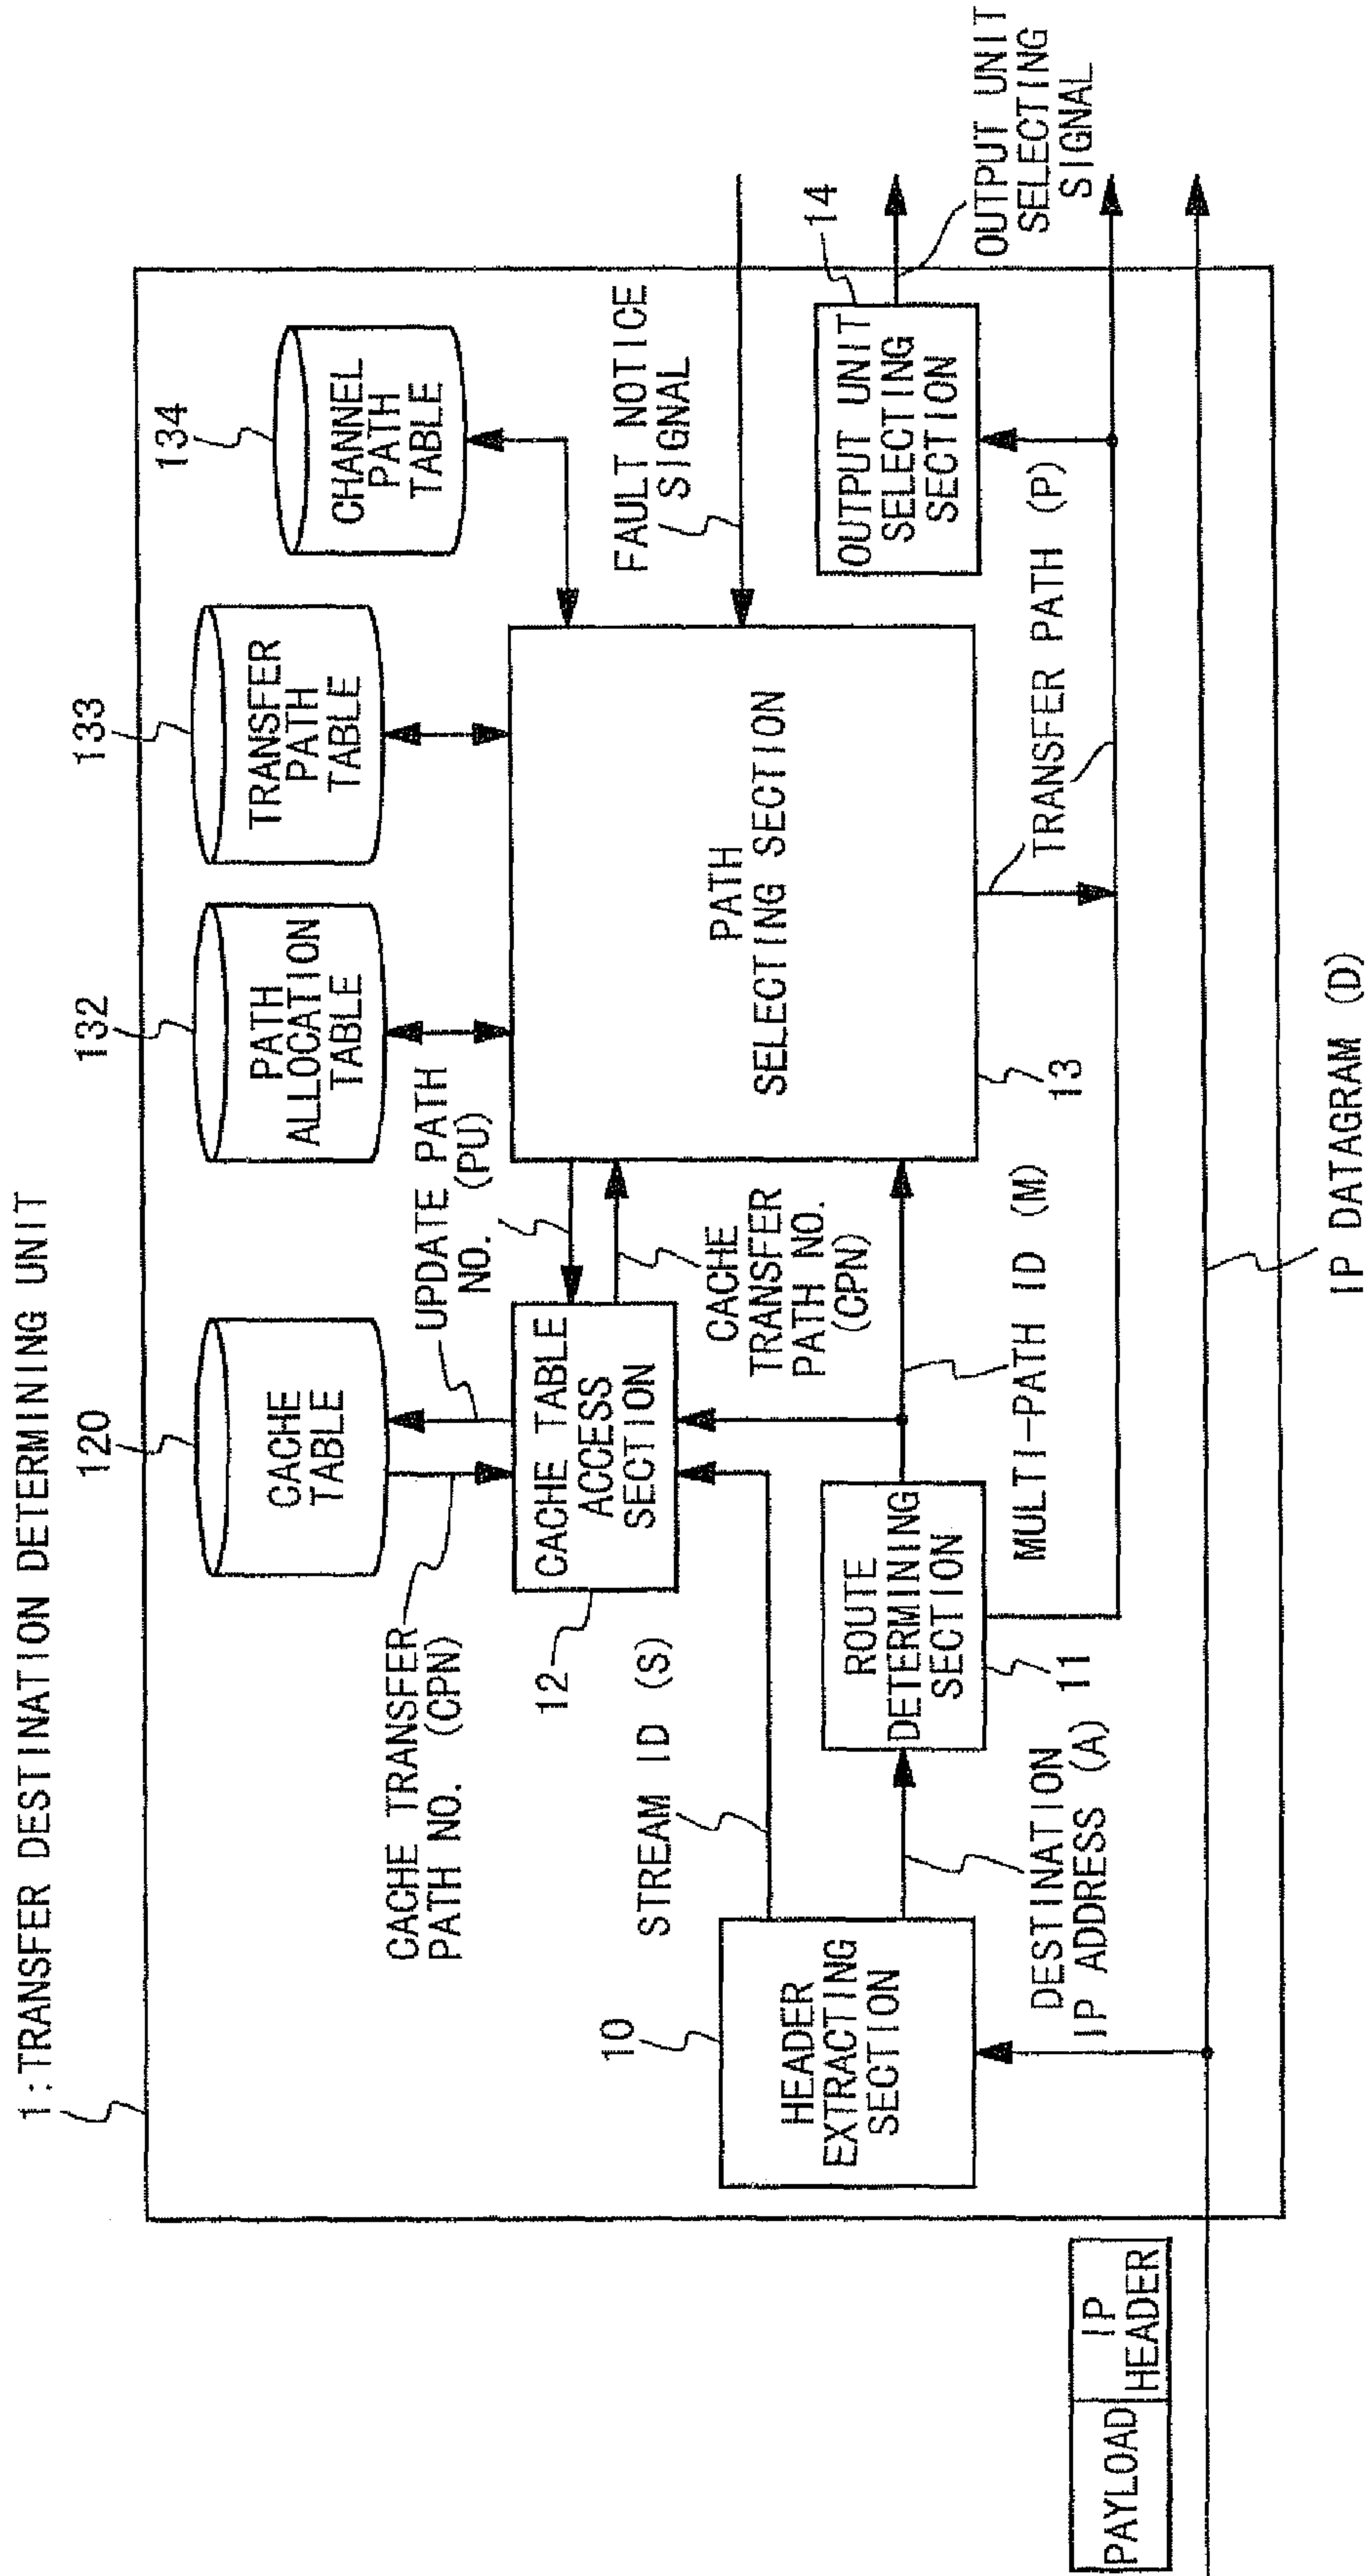 1:TRANSFER DESTINATION DETERMINING UNIT
120
CACHE
TABLE
132
PATH
ALLOCATION
TABLE
133
TRANSFER
PATH
TABLE
134
CHANNEL
PATH
TABLE
CACHE TRANSFER
PATH NO. (CPN)
UPDATE PATH
NO. (PU)
12
CACHE TABLE
ACCESS
SECTION
CACHE
TRANSFER
PATH NO.
(CPN)
PATH
SELECTING SECTION
13
FAULT NOTICE
SIGNAL
STREAM ID (S)
10
HEADER
EXTRACTING
SECTION
DESTINATION
IP ADDRESS (A)
ROUTE
DETERMINING
SECTION
11
MULTI-PATH ID (M)
TRANSFER PATH (P)
14
OUTPUT UNIT
SELECTING
SECTION
OUTPUT UNIT
SELECTING
SIGNAL
PAYLOAD
IP
HEADER
IP DATAGRAM (D)